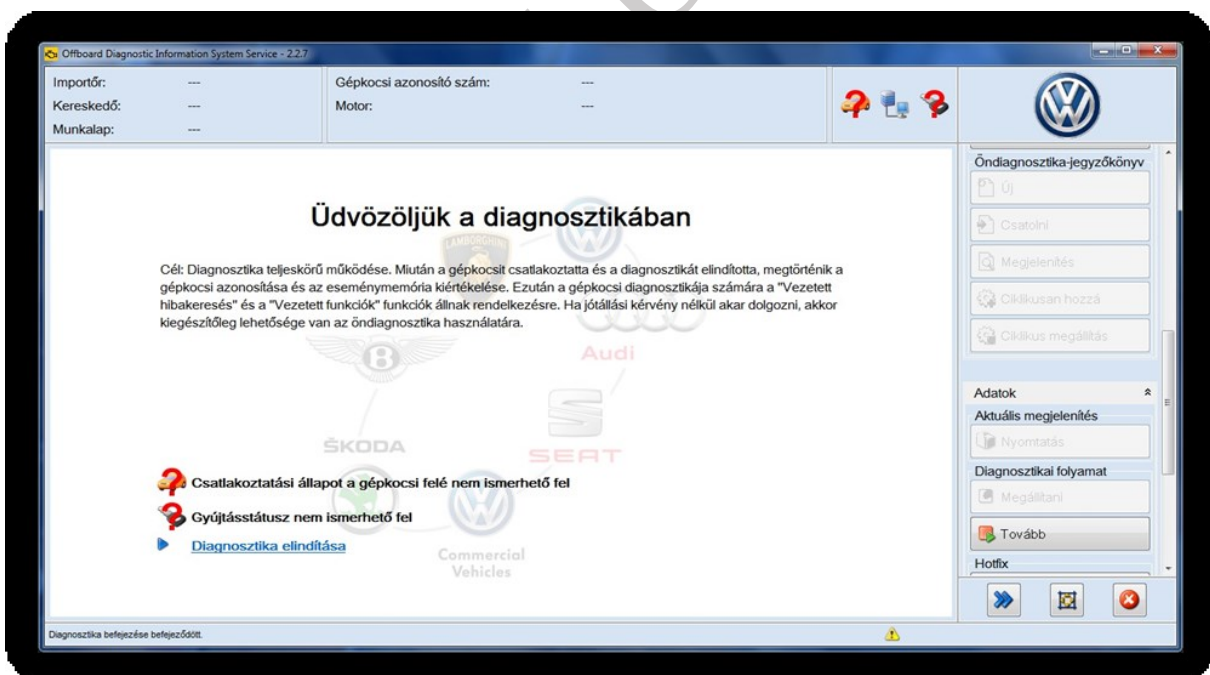 Offboard Diagnostic Information System Service - 2.2.7
Importőr: ---
Kereskedő: ---
Munkalap: ---
Gépkocsi azonosító szám: ---
Motor: ---
Üdvözöljük a diagnosztikában
Cél: Diagnosztika teljeskörű működése. Miután a gépkocsit csatlakoztatta és a diagnosztikát elindította, megtörténik a
gépkocsi azonosítása és az eseménymemória kiértékelése. Ezután a gépkocsi diagnosztikája számára a "Vezetett
hibakeresés" és a "Vezetett funkciók" funkciók állnak rendelkezésre. Ha jótállási kérvény nélkül akar dolgozni, akkor
kiegészítőleg lehetősége van az öndiagnosztika használatára.
LAMBORGHINI
B
Audi
ŠKODA
SEAT
Csatlakoztatási állapot a gépkocsi felé nem ismerhető fel
Gyújtásstátusz nem ismerhető fel
Diagnosztika elindítása
Commercial
Vehicles
Öndiagnosztika-jegyzőkönyv
Új
Csatolni
Megjelenítés
Ciklikusan hozzá
Ciklikus megállítás
Adatok
Aktuális megjelenítés
Nyomtatás
Diagnosztikai folyamat
Megállítani
Tovább
Hotfix
Diagnosztika befejezése befejeződött.